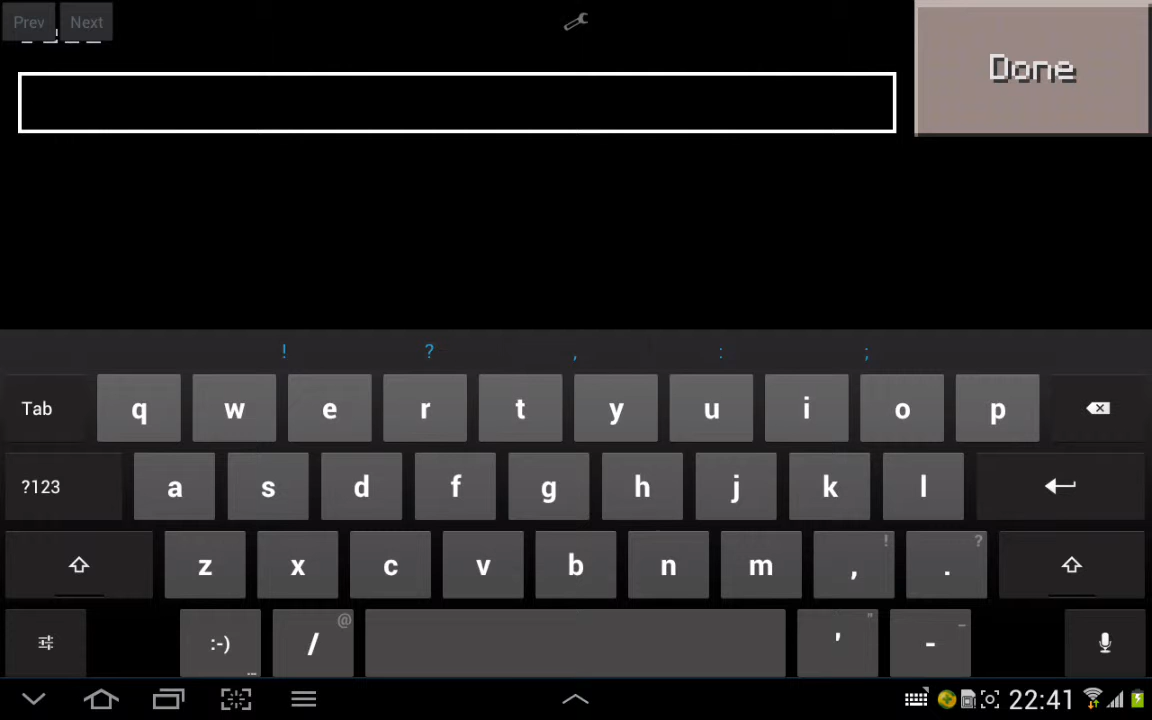 Prev Next
Done
! ? , : ;
Tab q w e r t y u i o p
?123 a s d f g h j k l
z x c v b n m , ! . ?
:-) ... / @ ' " - _
22:41